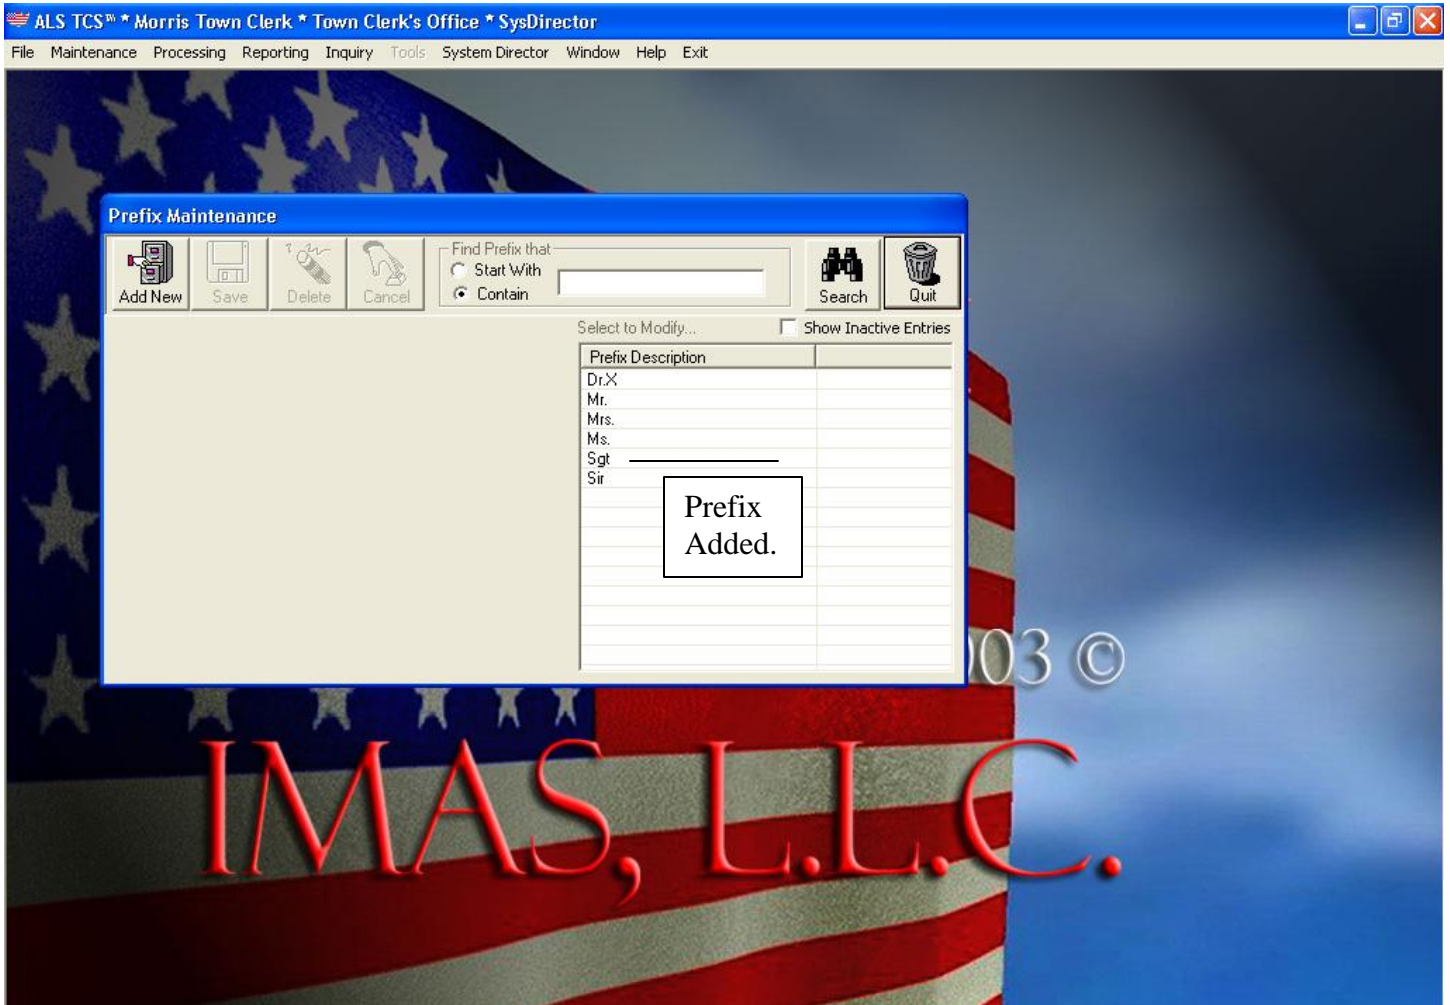 ALS TCS™ * Morris Town Clerk * Town Clerk's Office * SysDirector
File Maintenance Processing Reporting Inquiry Tools System Director Window Help Exit
Prefix Maintenance
Add New Save Delete Cancel
Find Prefix that
Start With
Contain
Search Quit
Select to Modify... Show Inactive Entries
Prefix Description
Dr.X
Mr.
Mrs.
Ms.
Sgt
Sir
Prefix
Added.
03 ©
IMAS, L.L.C.